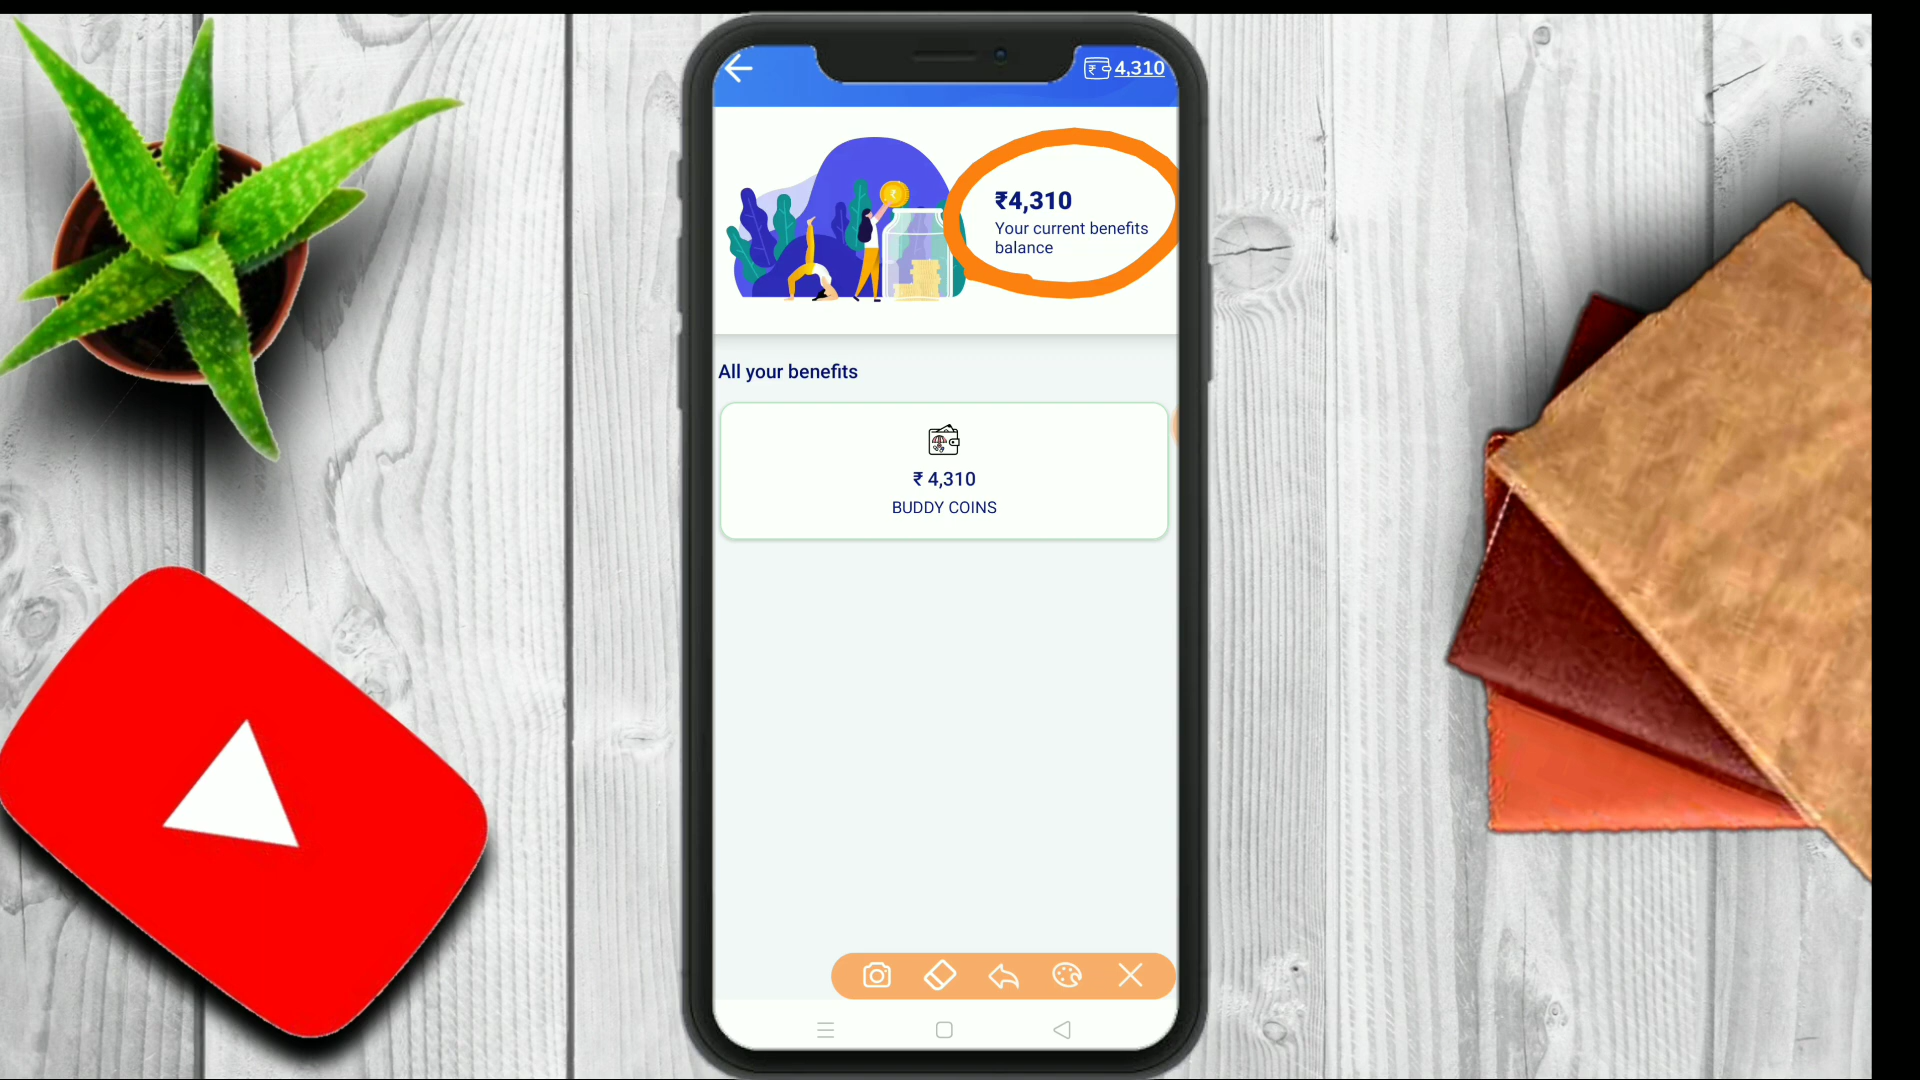 4,310
₹4,310
Your current benefits
balance
All your benefits
₹ 4,310
BUDDY COINS